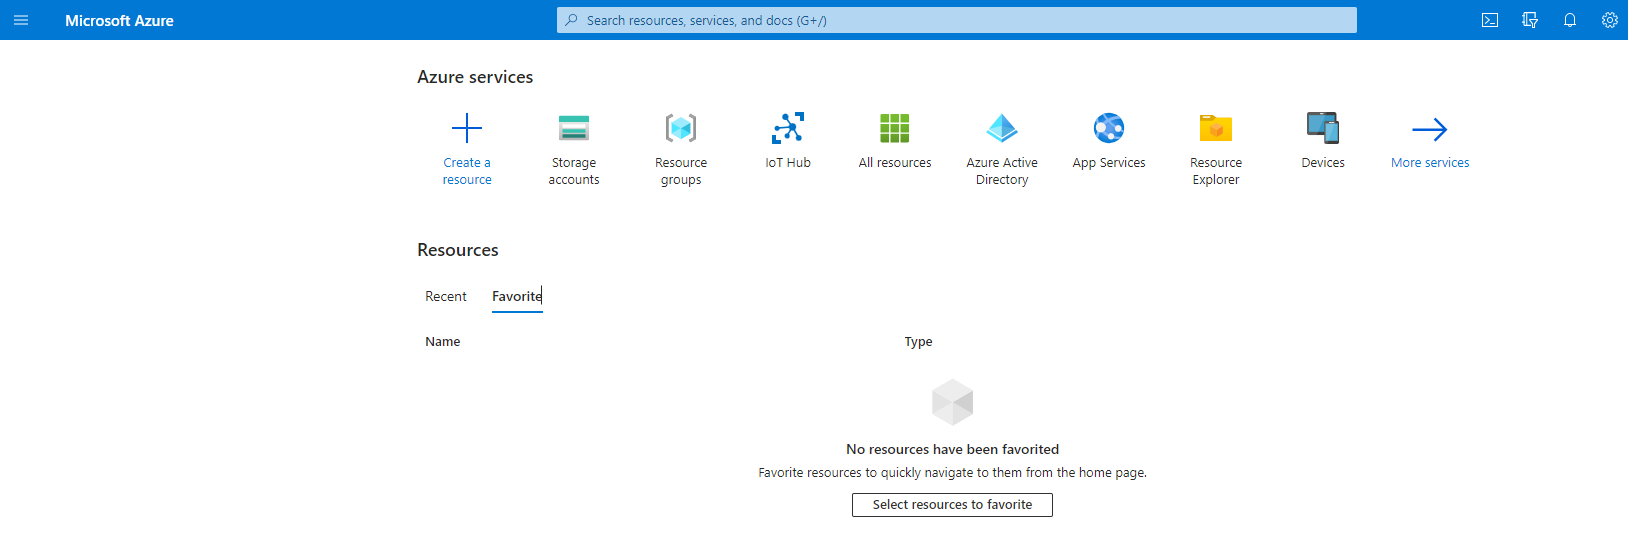 Microsoft Azure
Search resources, services, and docs (G+/)
Azure services
Create a
resource
Storage
accounts
Resource
groups
IoT Hub
All resources
Azure Active
Directory
App Services
Resource
Explorer
Devices
More services
Resources
Recent
Favorite
Name
Type
No resources have been favorited
Favorite resources to quickly navigate to them from the home page.
Select resources to favorite